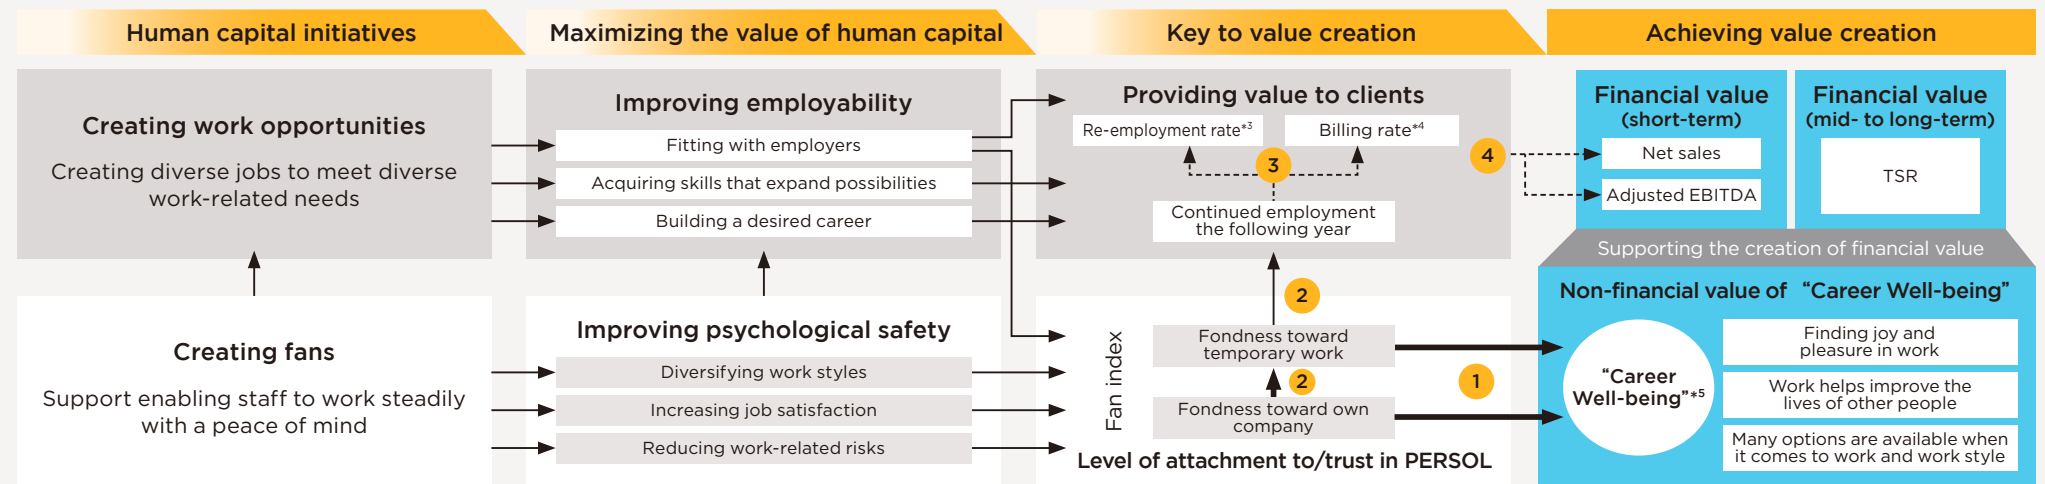 Human capital initiatives
Maximizing the value of human capital
Key to value creation
Achieving value creation
Creating work opportunities
Creating diverse jobs to meet diverse
work-related needs
Creating fans
Support enabling staff to work steadily
with a peace of mind
Improving employability
Fitting with employers
Acquiring skills that expand possibilities
Building a desired career
Improving psychological safety
Diversifying work styles
Increasing job satisfaction
Reducing work-related risks
Providing value to clients
Re-employment rate*3
Billing rate*4
3
Continued employment
the following year
2
Fan index
Fondness toward
temporary work
2
Fondness toward own
company
Level of attachment to/trust in PERSOL
4
1
Financial value
(short-term)
Net sales
Adjusted EBITDA
Financial value
(mid- to long-term)
TSR
Supporting the creation of financial value
Non-financial value of “Career Well-being”
“Career
Well-being”*5
Finding joy and
pleasure in work
Work helps improve the
lives of other people
Many options are available when
it comes to work and work style